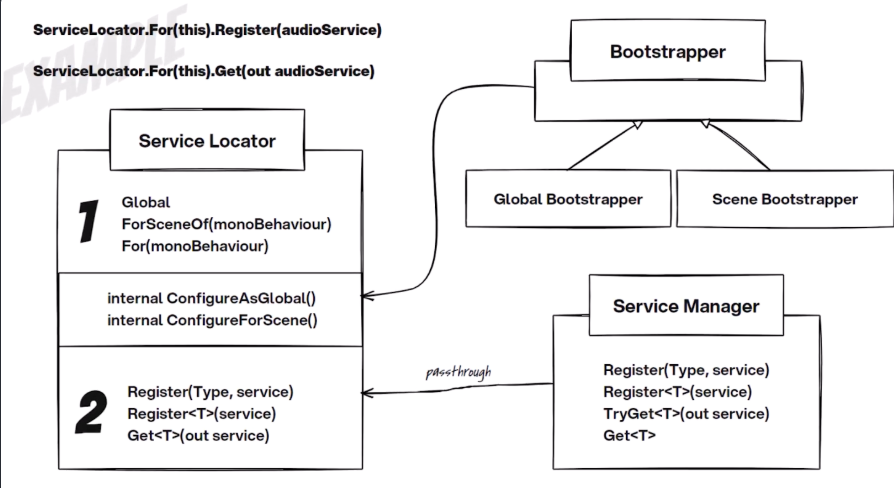 EXAMPLE
ServiceLocator.For(this).Register(audioService)
ServiceLocator.For(this).Get(out audioService)
Service Locator
1
Global
ForSceneOf(monoBehaviour)
For(monoBehaviour)
internal ConfigureAsGlobal()
internal ConfigureForScene()
2
Register(Type, service)
Register<T>(service)
Get<T>(out service)
Bootstrapper
Global Bootstrapper
Scene Bootstrapper
passthrough
Service Manager
Register(Type, service)
Register<T>(service)
TryGet<T>(out service)
Get<T>